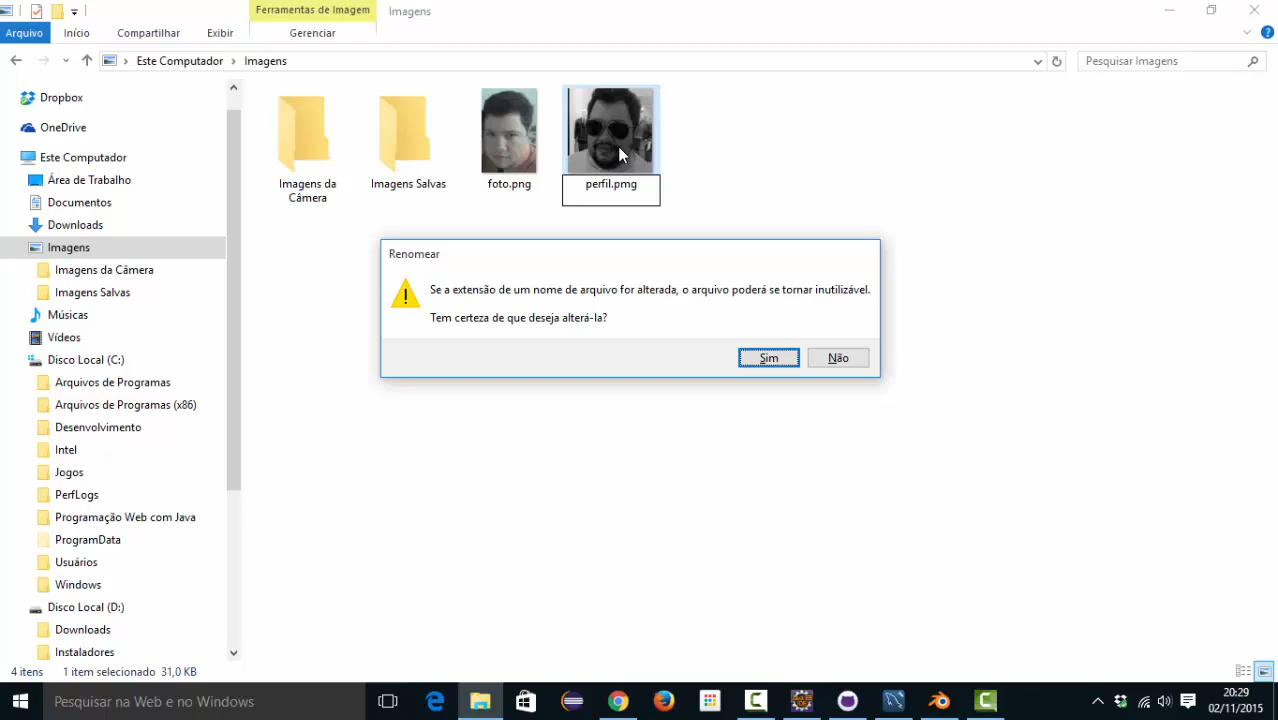 Ferramentas de Imagem
Imagens
Arquivo
Início
Compartilhar
Exibir
Gerenciar
Este Computador
Imagens
Pesquisar Imagens
Dropbox
OneDrive
Este Computador
Área de Trabalho
Documentos
Downloads
Imagens
Imagens da Câmera
Imagens Salvas
Músicas
Vídeos
Disco Local (C:)
Arquivos de Programas
Arquivos de Programas (x86)
Desenvolvimento
Intel
Jogos
PerfLogs
Programação Web com Java
ProgramData
Usuários
Windows
Disco Local (D:)
Downloads
Instaladores
Imagens da
Câmera
Imagens Salvas
foto.png
perfil.pmg
Renomear
Se a extensão de um nome de arquivo for alterada, o arquivo poderá se tornar inutilizável.
Tem certeza de que deseja alterá-la?
Sim
Não
4 itens
1 item selecionado 31,0 KB
Pesquisar na Web e no Windows
20:29
02/11/2015